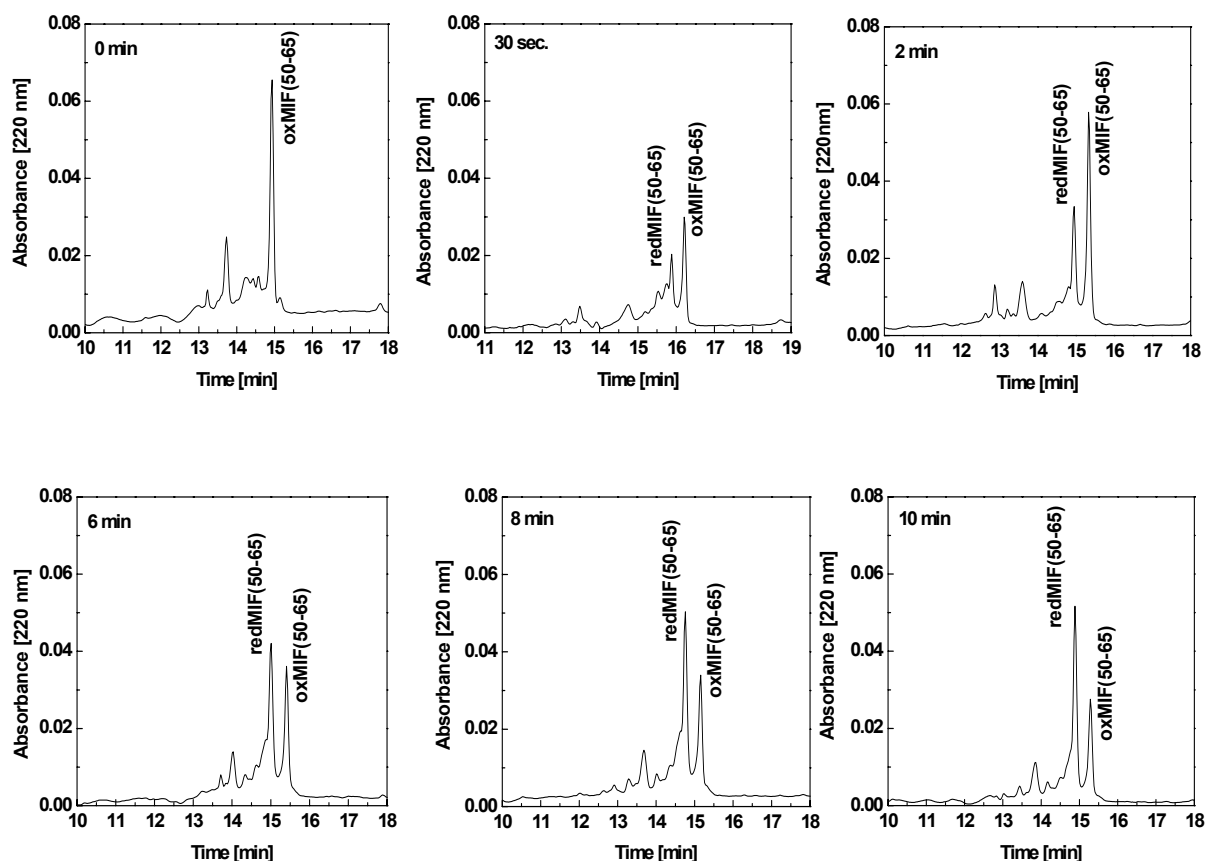 0 min
oxMIF(50-65)
Absorbance [220 nm]
0.08
0.06
0.04
0.02
0.00
10 11 12 13 14 15 16 17 18
Time [min]
30 sec.
redMIF(50-65)
oxMIF(50-65)
Absorbance [220 nm]
0.08
0.06
0.04
0.02
0.00
11 12 13 14 15 16 17 18 19
Time [min]
2 min
redMIF(50-65)
oxMIF(50-65)
Absorbance [220nm]
0.08
0.06
0.04
0.02
0.00
10 11 12 13 14 15 16 17 18
Time [min]
6 min
redMIF(50-65)
oxMIF(50-65)
Absorbance [220 nm]
0.08
0.06
0.04
0.02
0.00
10 11 12 13 14 15 16 17 18
Time [min]
8 min
redMIF(50-65)
oxMIF(50-65)
Absorbance [220 nm]
0.08
0.06
0.04
0.02
0.00
10 11 12 13 14 15 16 17 18
Time [min]
10 min
redMIF(50-65)
oxMIF(50-65)
Absorbance [220 nm]
0.08
0.06
0.04
0.02
0.00
10 11 12 13 14 15 16 17 18
Time [min]